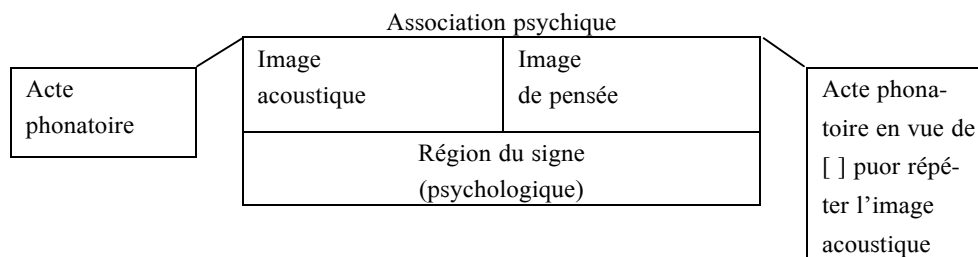 Association psychique
Acte
phonatoire
Image
acoustique
Image
de pensée
Région du signe
(psychologique)
Acte phona-
toire en vue de
[ ] puor répé-
ter l’image
acoustique